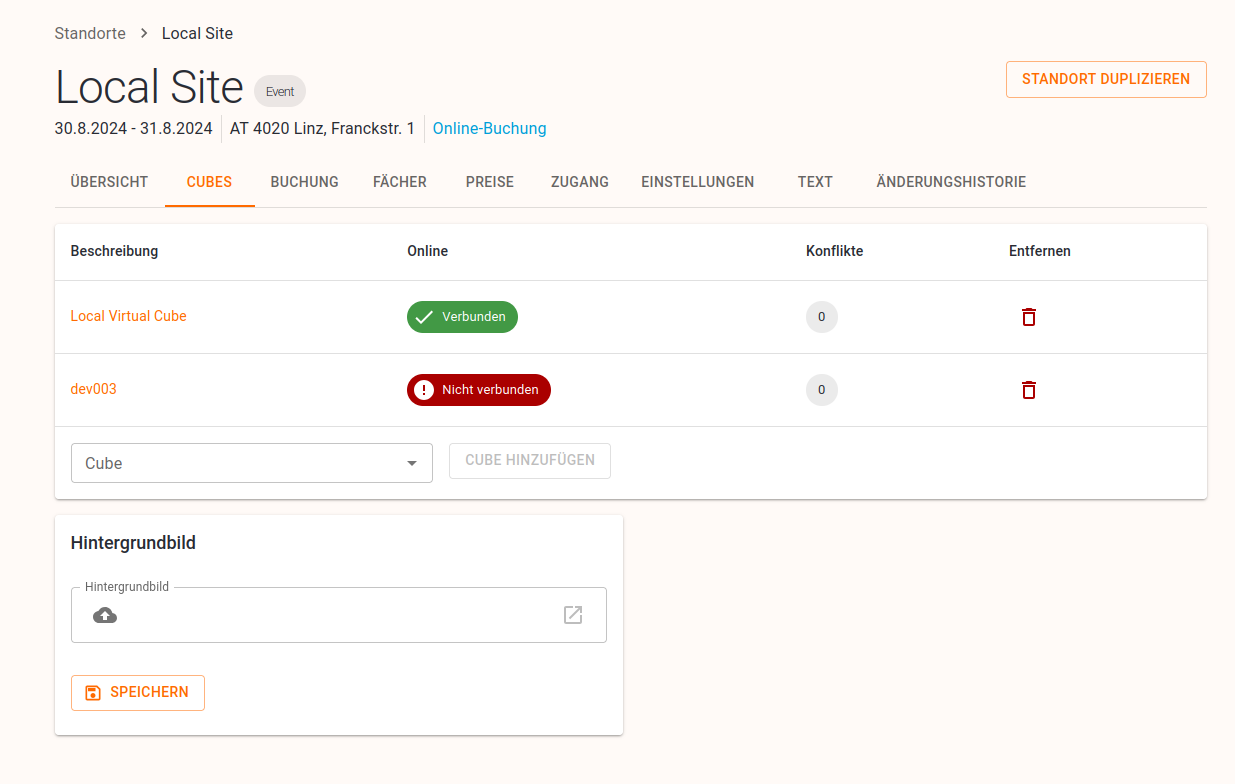 Standorte > Local Site
Local Site Event
STANDORT DUPLIZIEREN
30.8.2024 - 31.8.2024 AT 4020 Linz, Franckstr. 1 Online-Buchung
ÜBERSICHT CUBES BUCHUNG FÄCHER PREISE ZUGANG EINSTELLUNGEN TEXT ÄNDERUNGSHISTORIE
Beschreibung Online Konflikte Entfernen
Local Virtual Cube Verbunden 0
dev003 Nicht verbunden 0
Cube CUBE HINZUFÜGEN
Hintergrundbild
Hintergrundbild
SPEICHERN